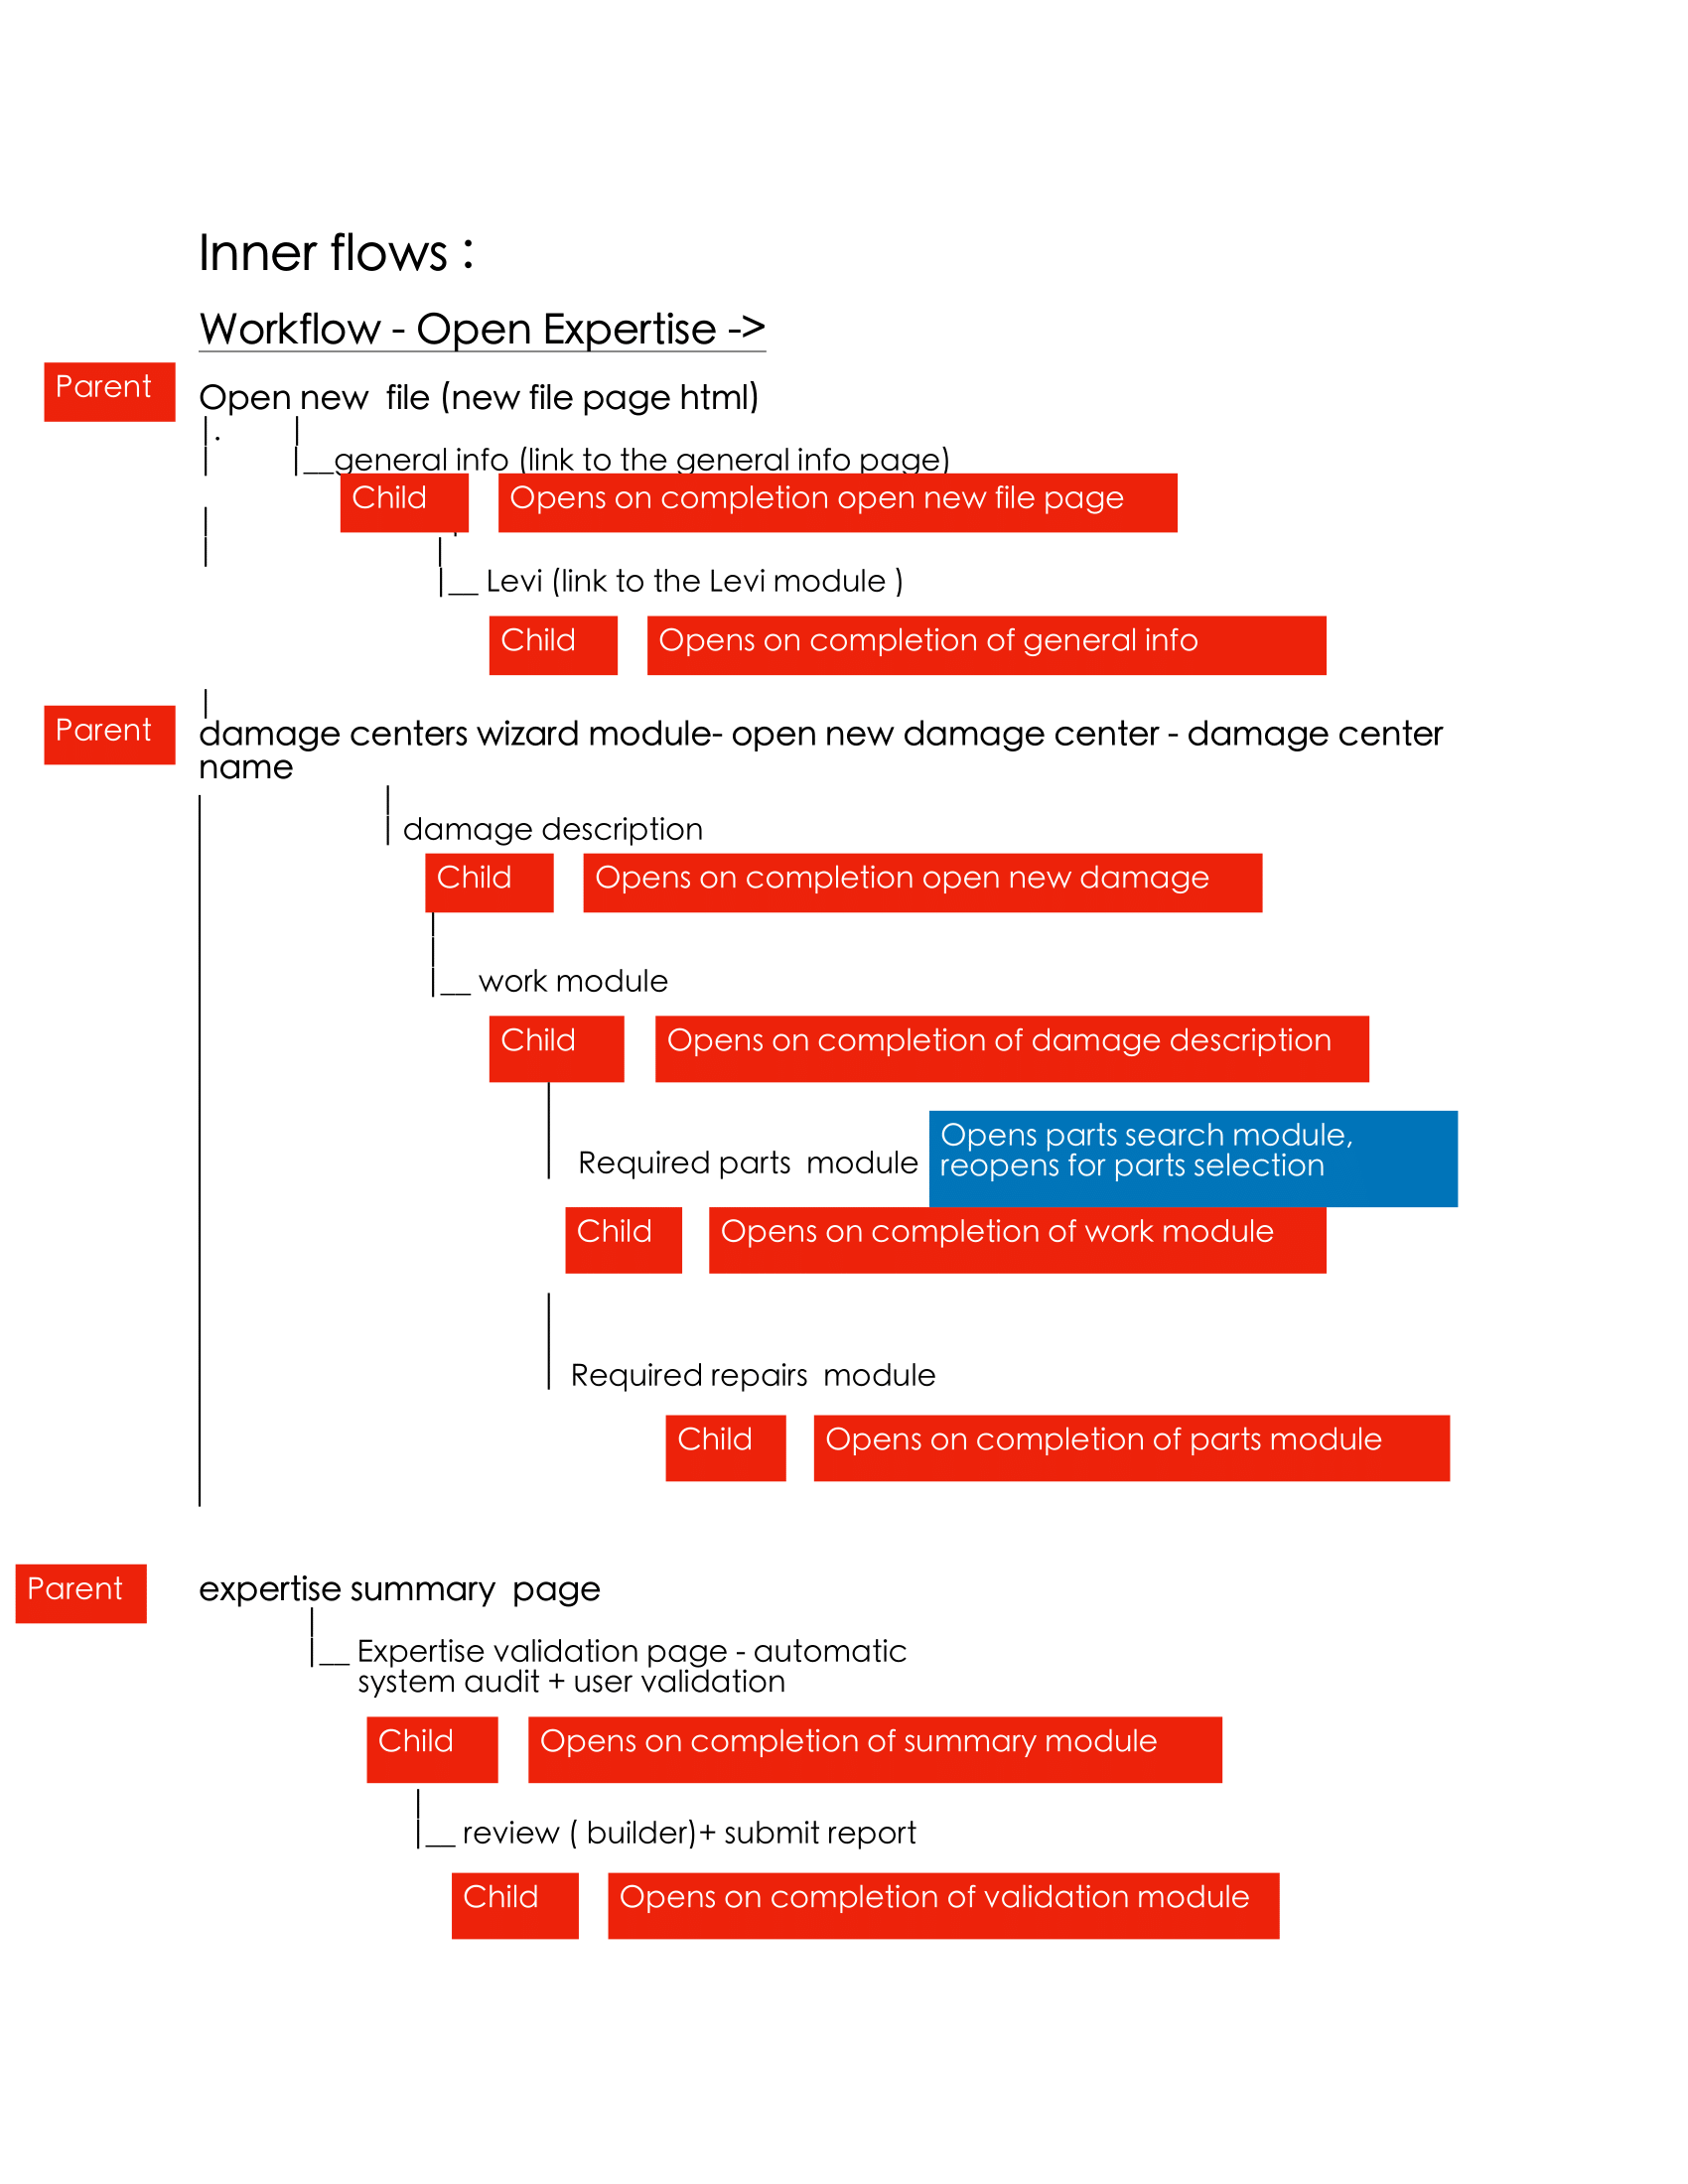 Inner flows :
Workflow - Open Expertise ->
Parent
Open new  file (new file page html)
|.         |
|          |__general info (link to the general info page)
Child
Opens on completion open new file page
|
|                              |
|__ Levi (link to the Levi module )
Child
Opens on completion of general info
|
Parent
damage centers wizard module- open new damage center - damage center
name
|
| damage description
Child
Opens on completion open new damage
|
|
|__ work module
Child
Opens on completion of damage description
Required parts  module
Opens parts search module,
reopens for parts selection
Child
Opens on completion of work module
Required repairs  module
Child
Opens on completion of parts module
Parent
expertise summary  page
|
|__ Expertise validation page - automatic
system audit + user validation
Child
Opens on completion of summary module
|
|__ review ( builder)+ submit report
Child
Opens on completion of validation module